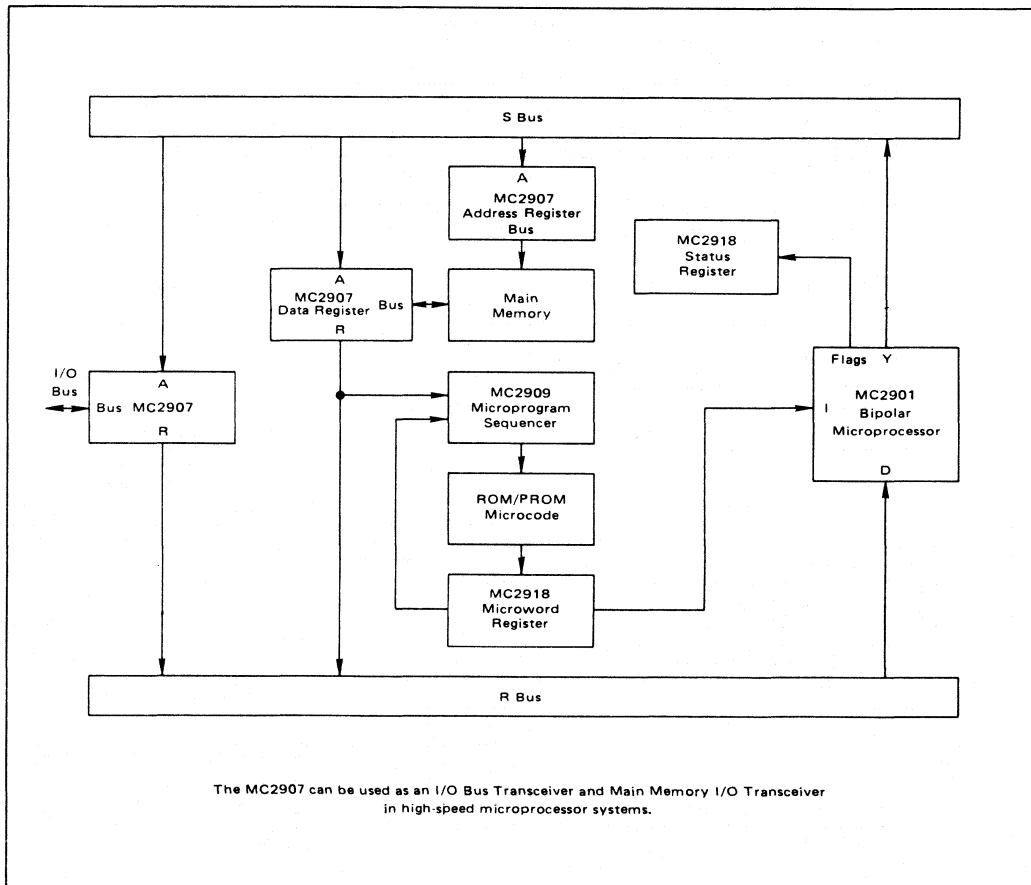 S Bus
A
MC2907
Address Register
Bus
MC2918
Status
Register
A
MC2907
Data Register
Bus
R
Main
Memory
I/O
Bus
A
Bus MC2907
R
MC2909
Microprogram
Sequencer
Flags Y
MC2901
I Bipolar
Microprocessor
D
ROM/PROM
Microcode
MC2918
Microword
Register
R Bus
The MC2907 can be used as an I/O Bus Transceiver and Main Memory I/O Transceiver
in high-speed microprocessor systems.